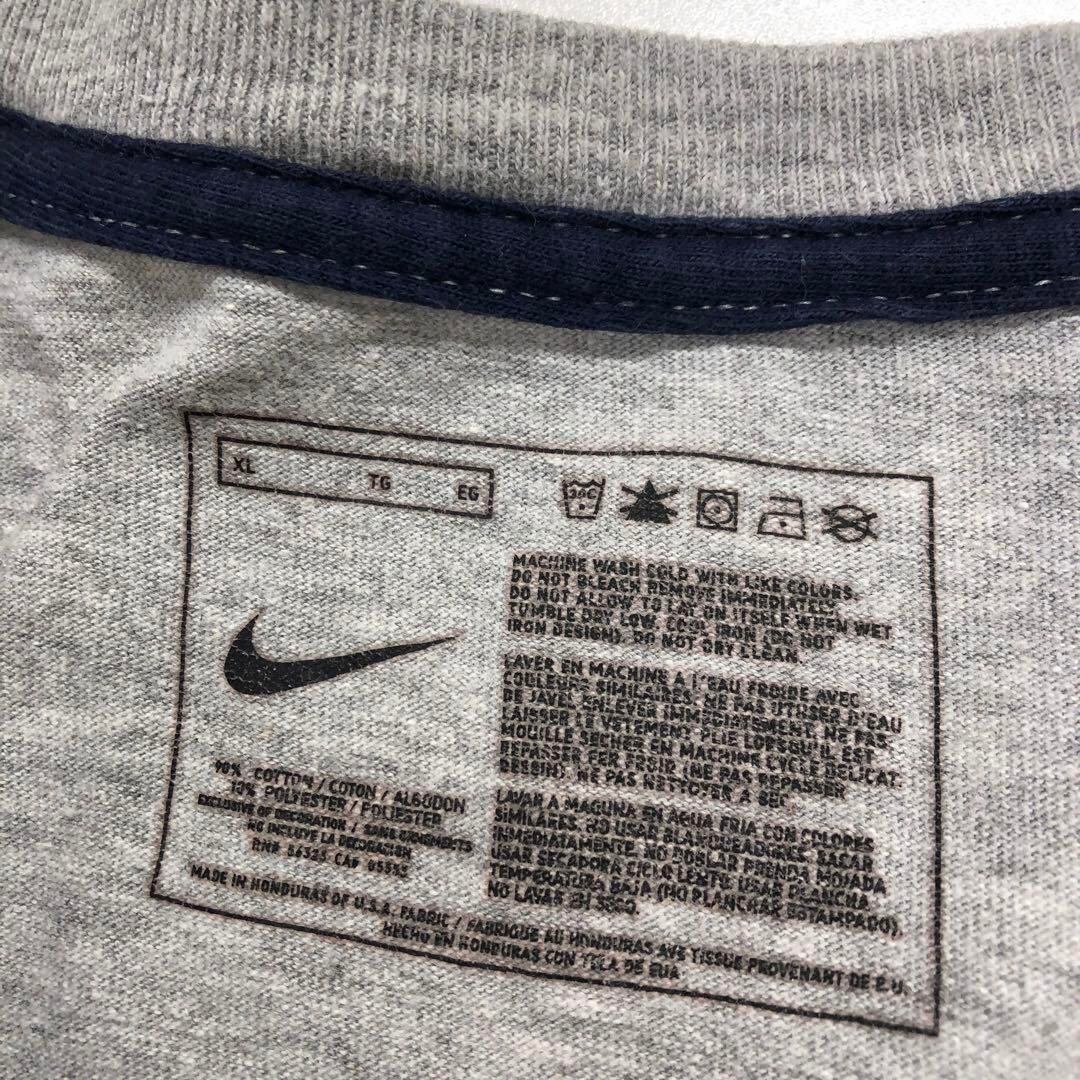 XL TG EG
30C
MACHINE WASH COLD WITH LIKE COLORS.
DO NOT BLEACH REMOVE IMMEDIATELY
DO NOT ALLOW TO LAY ON ITSELF WHEN WET
TUMBLE DRY LOW. COOL IRON (DO NOT
IRON DESIGN). DO NOT DRY CLEAN.
LAVER EN MACHINE A L'EAU FROIDE AVEC
COULEURS SIMILAIRES. NE PAS UTILISER D'EAU
DE JAVEL ENLEVER IMMEDIATEMENT. NE PAS
LAISSER LE VETEMENT PLIE LORSQU'IL EST
MOUILLE SECHER EN MACHINE CYCLE DELICAT.
REPASSER FER FROID (NE PAS REPASSER
DESSIN). NE PAS NETTOYER A SEC.
LAVAR A MAQUINA EN AGUA FRIA CON COLORES
SIMILARES. NO USAR BLANQUEADORES. SACAR
INMEDIATAMENTE. NO DOBLAR PRENDA MOJADA
USAR SECADORA CICLO LENTO. USAR PLANCHA
TEMPERATURA BAJA (NO PLANCHAR ESTAMPADO).
NO LAVAR EN SECO.
90% COTTON / COTON / ALGODON
10% POLYESTER / POLIESTER
EXCLUSIVE OF DECORATION / SANS ORNEMENTS
NO INCLUYE LA DECORACION
RN# 56323 CA# 05553
MADE IN HONDURAS OF U.S.A. FABRIC / FABRIQUE AU HONDURAS AVE TISSUE PROVENANT DE E.U.
HECHO EN HONDURAS CON TELA DE EUA